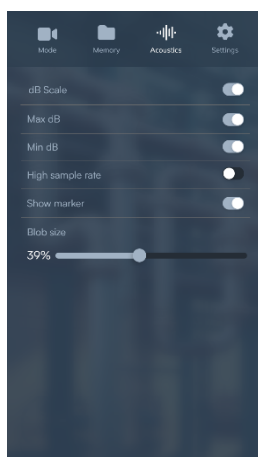 Mode Memory Acoustics Settings
dB Scale
Max dB
Min dB
High sample rate
Show marker
Blob size
39%